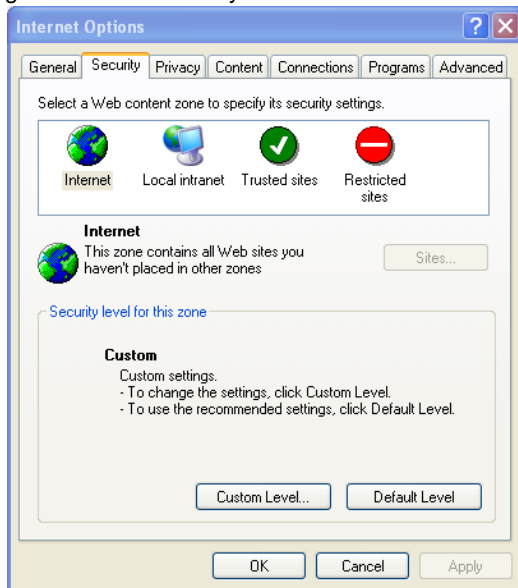 Internet Options
General Security Privacy Content Connections Programs Advanced
Select a Web content zone to specify its security settings.
Internet Local intranet Trusted sites Restricted
sites
Internet
This zone contains all Web sites you
haven't placed in other zones
Sites...
Security level for this zone
Custom
Custom settings.
- To change the settings, click Custom Level.
- To use the recommended settings, click Default Level.
Custom Level... Default Level
OK Cancel Apply